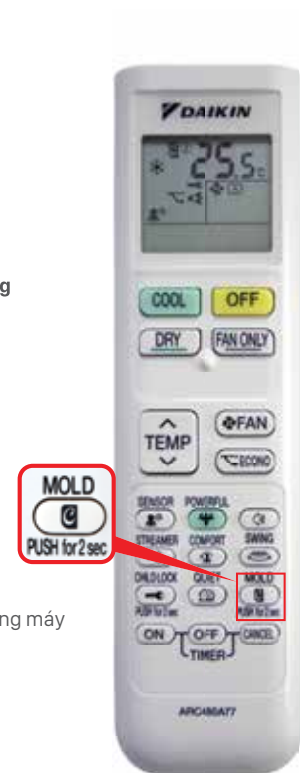 DAIKIN
25.5
g
COOL OFF
DRY FAN ONLY
TEMP
FAN
ECONO
MOLD
PUSH for 2 sec
SENSOR POWERFUL
STREAMER COMFORT SWING
CHILD LOCK QUIET MOLD
PUSH for 2 sec PUSH for 2 sec
ng máy
ON OFF CANCEL
TIMER
ARC480A77